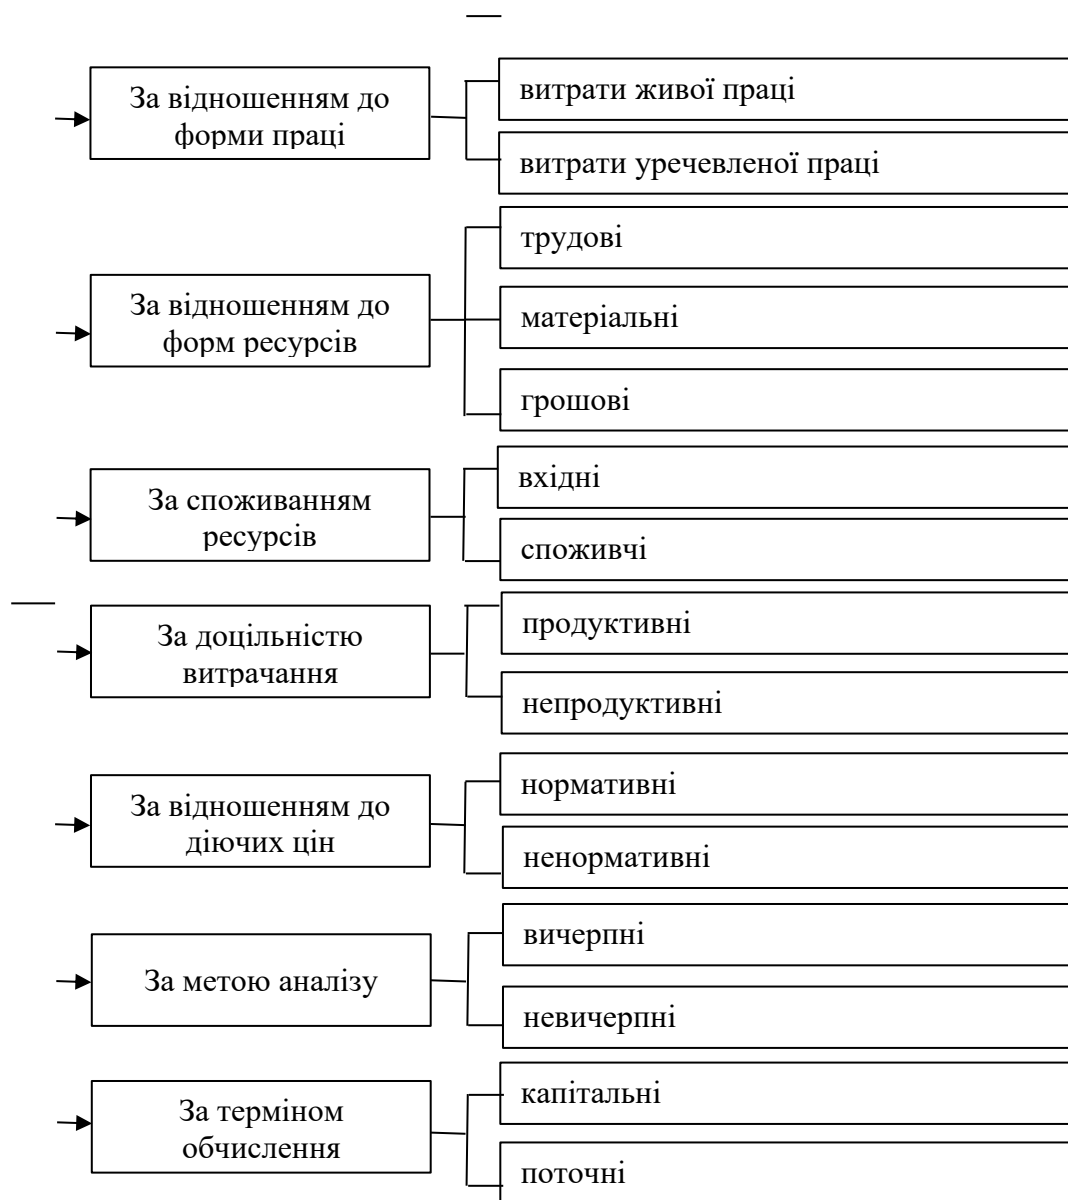 За відношенням до
форми праці
витрати живої праці
витрати уречевленої праці
За відношенням до
форм ресурсів
трудові
матеріальні
грошові
За споживанням
ресурсів
вхідні
споживчі
За доцільністю
витрачання
продуктивні
непродуктивні
За відношенням до
діючих цін
нормативні
ненормативні
За метою аналізу
вичерпні
невичерпні
За терміном
обчислення
капітальні
поточні